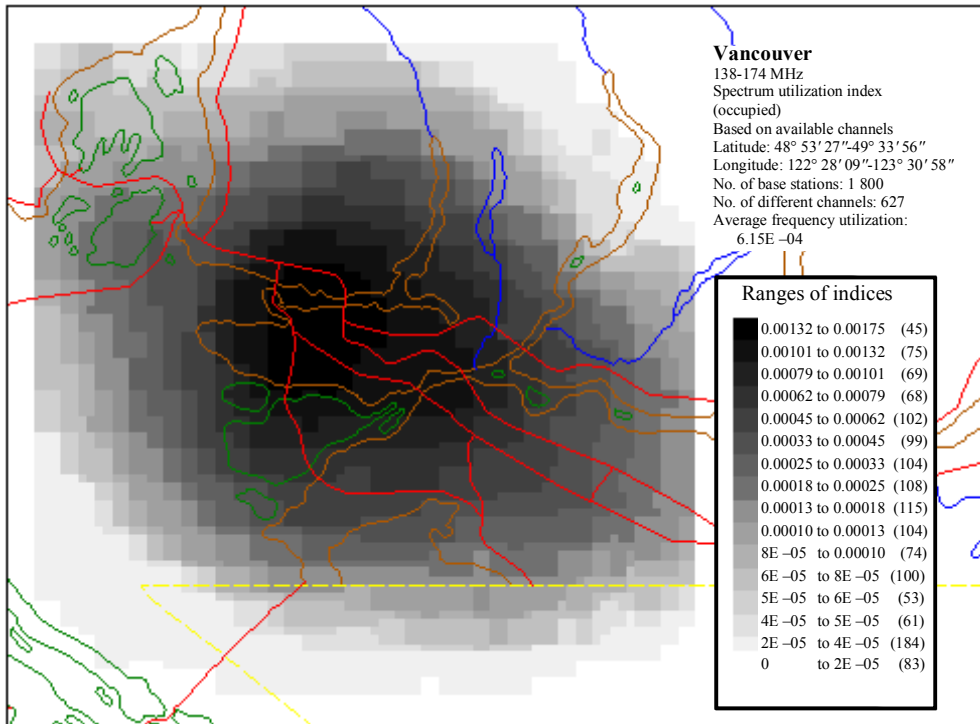 Vancouver
138-174 MHz
Spectrum utilization index
(occupied)
Based on available channels
Latitude: 48° 53′ 27″-49° 33′ 56″
Longitude: 122° 28′ 09″-123° 30′ 58″
No. of base stations: 1 800
No. of different channels: 627
Average frequency utilization:
6.15E –04
Ranges of indices
0.00132 to 0.00175 (45)
0.00101 to 0.00132 (75)
0.00079 to 0.00101 (69)
0.00062 to 0.00079 (68)
0.00045 to 0.00062 (102)
0.00033 to 0.00045 (99)
0.00025 to 0.00033 (104)
0.00018 to 0.00025 (108)
0.00013 to 0.00018 (115)
0.00010 to 0.00013 (104)
8E –05 to 0.00010 (74)
6E –05 to 8E –05 (100)
5E –05 to 6E –05 (53)
4E –05 to 5E –05 (61)
2E –05 to 4E –05 (184)
0 to 2E –05 (83)